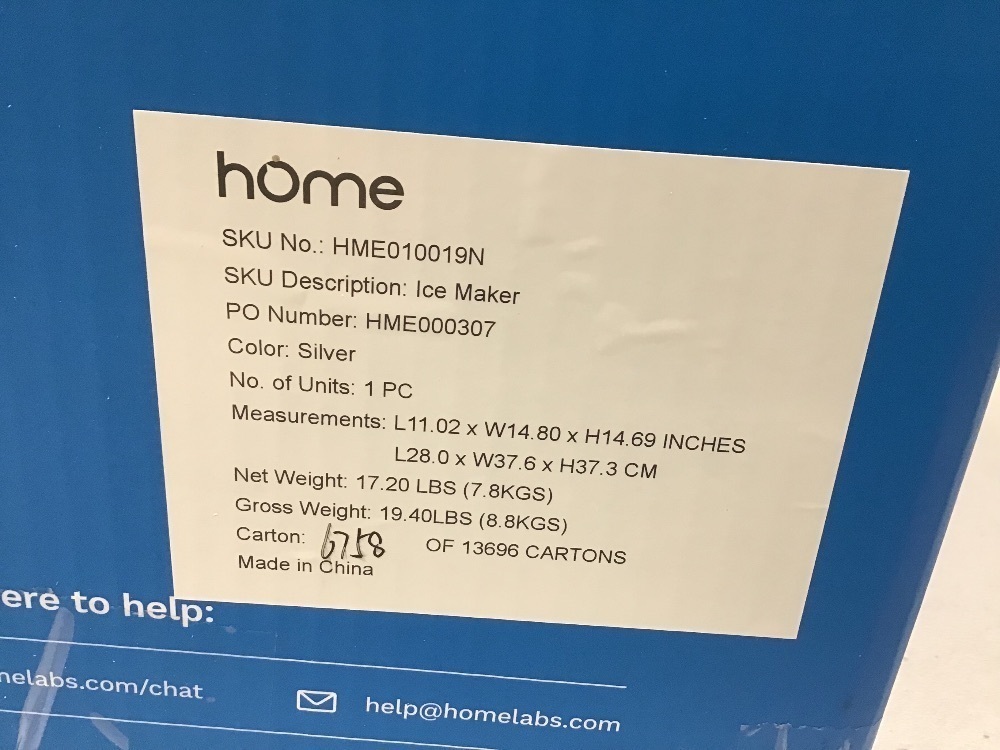 home
SKU No.: HME010019N
SKU Description: Ice Maker
PO Number: HME000307
Color: Silver
No. of Units: 1 PC
Measurements: L11.02 x W14.80 x H14.69 INCHES
L28.0 x W37.6 x H37.3 CM
Net Weight: 17.20 LBS (7.8KGS)
Gross Weight: 19.40LBS (8.8KGS)
Carton: 6758 OF 13696 CARTONS
Made in China
ere to help:
melabs.com/chat
help@homelabs.com